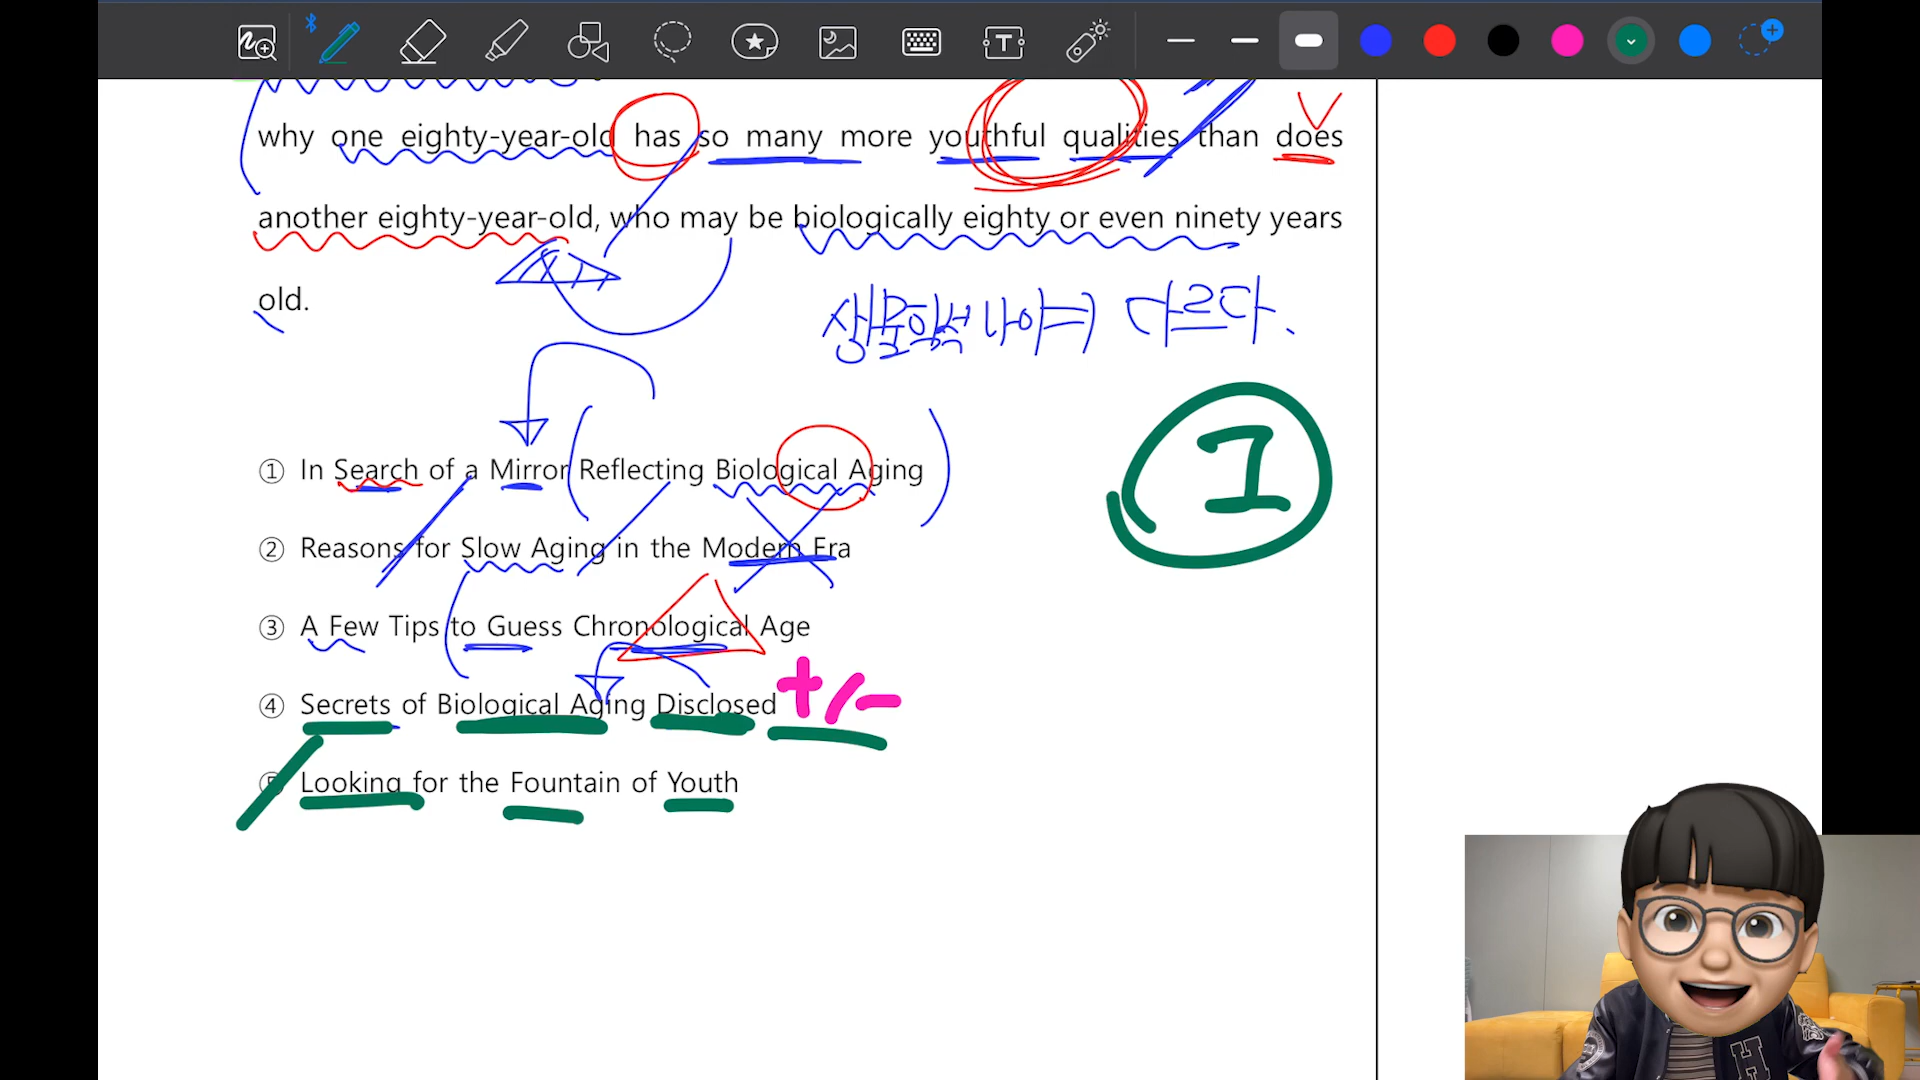 why one eighty-year-old has so many more youthful qualities than does
another eighty-year-old, who may be biologically eighty or even ninety years
old.
생물학적 나이가 다르다.
① In Search of a Mirror Reflecting Biological Aging
1
② Reasons for Slow Aging in the Modern Era
③ A Few Tips to Guess Chronological Age
④ Secrets of Biological Aging Disclosed +/-
⑤ Looking for the Fountain of Youth
H